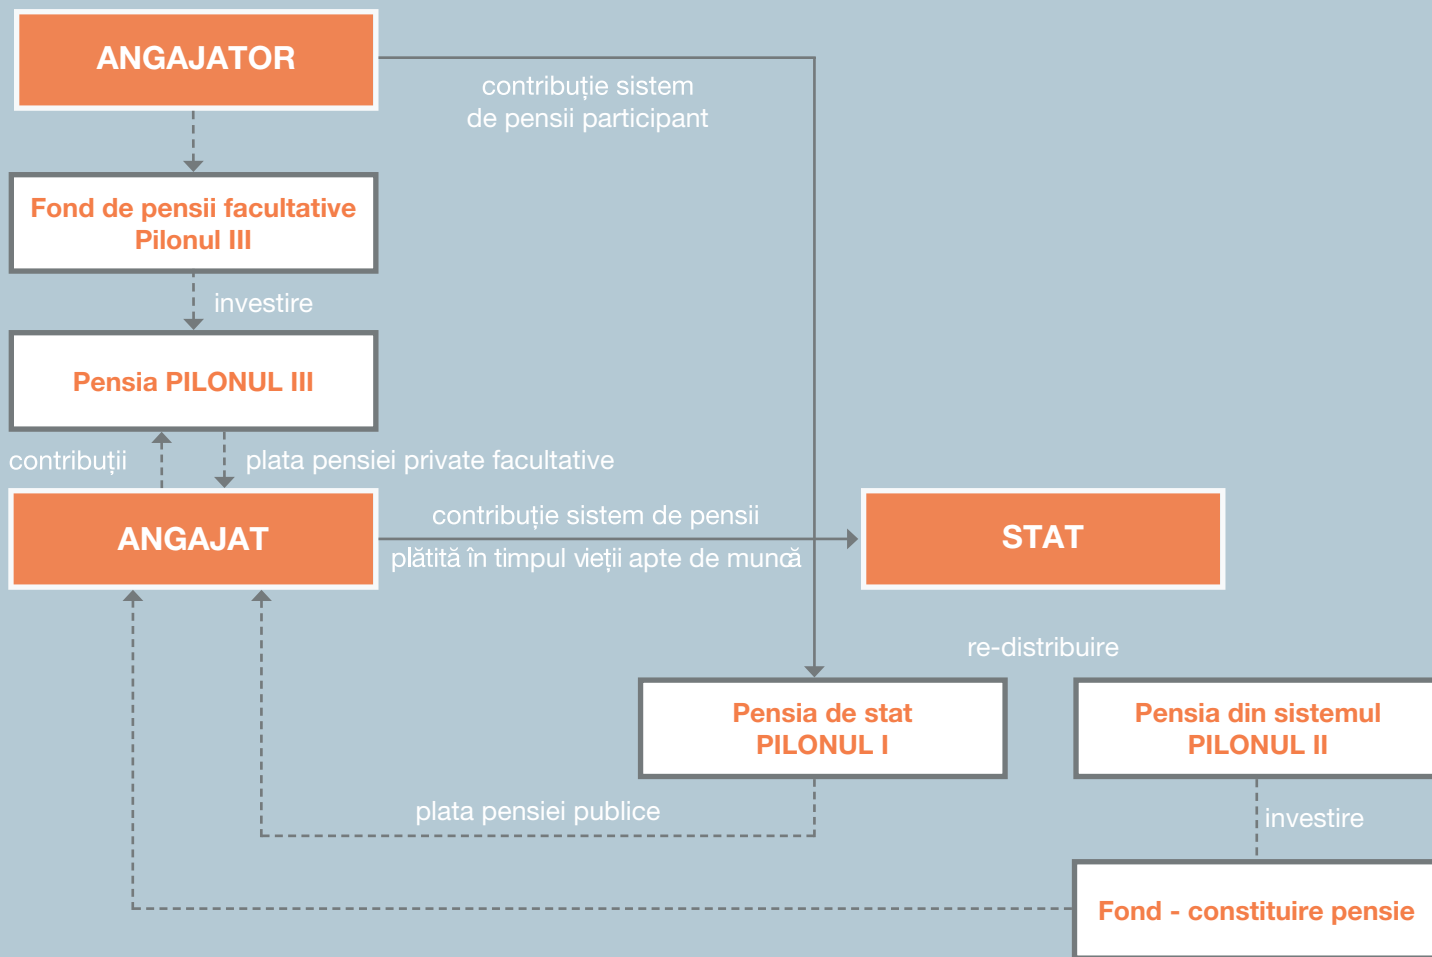 ANGAJATOR
contribuție sistem
de pensii participant
Fond de pensii facultative
Pilonul III
investire
Pensia PILONUL III
contribuții
plata pensiei private facultative
ANGAJAT
contribuție sistem de pensii
plătită în timpul vieții apte de muncă
STAT
re-distribuire
Pensia de stat
PILONUL I
Pensia din sistemul
PILONUL II
plata pensiei publice
investire
Fond - constituire pensie